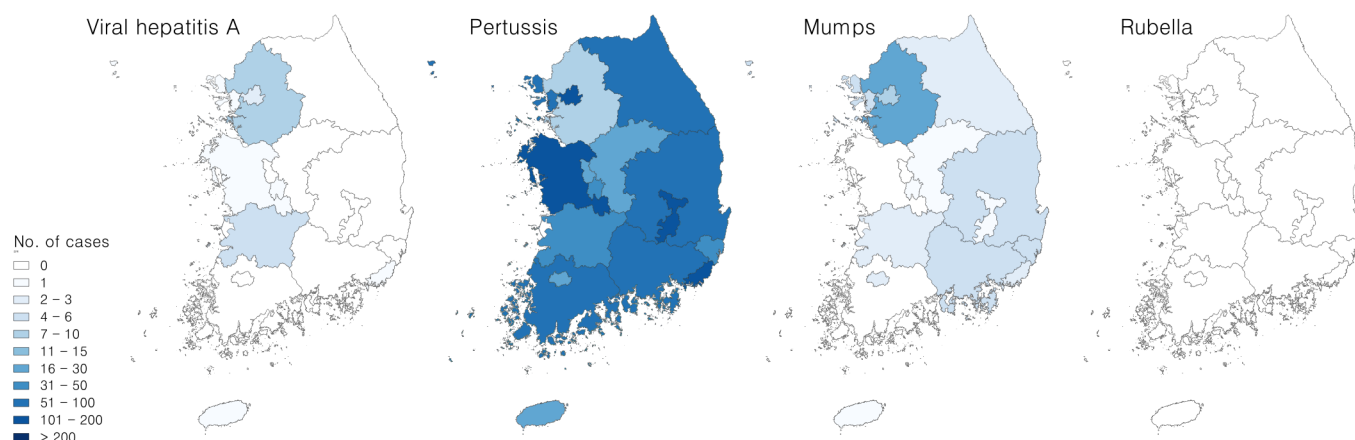 Viral hepatitis A
Pertussis
Mumps
Rubella
No. of cases
0
1
2 – 3
4 – 6
7 – 10
11 – 15
16 – 30
31 – 50
51 – 100
101 – 200
> 200